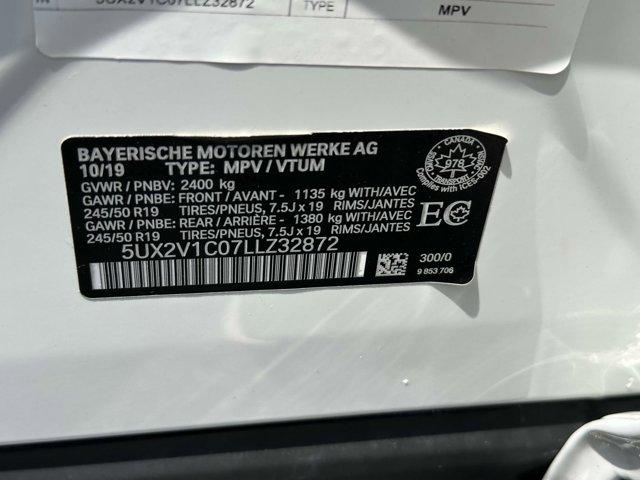 5UX2V1C07LLZ32872
TYPE
MPV
BAYERISCHE MOTOREN WERKE AG
10/19 TYPE: MPV / VTUM
GVWR / PNBV: 2400 kg
GAWR / PNBE: FRONT / AVANT - 1135 kg WITH/AVEC
245/50 R19 TIRES/PNEUS, 7.5J x 19 RIMS/JANTES
GAWR / PNBE: REAR / ARRIÈRE - 1380 kg WITH/AVEC
245/50 R19 TIRES/PNEUS, 7.5J x 19 RIMS/JANTES
5UX2V1C07LLZ32872
CANADA
978
TRANSPORT
Complies with ICES-002
EC
300/0
9 853 706